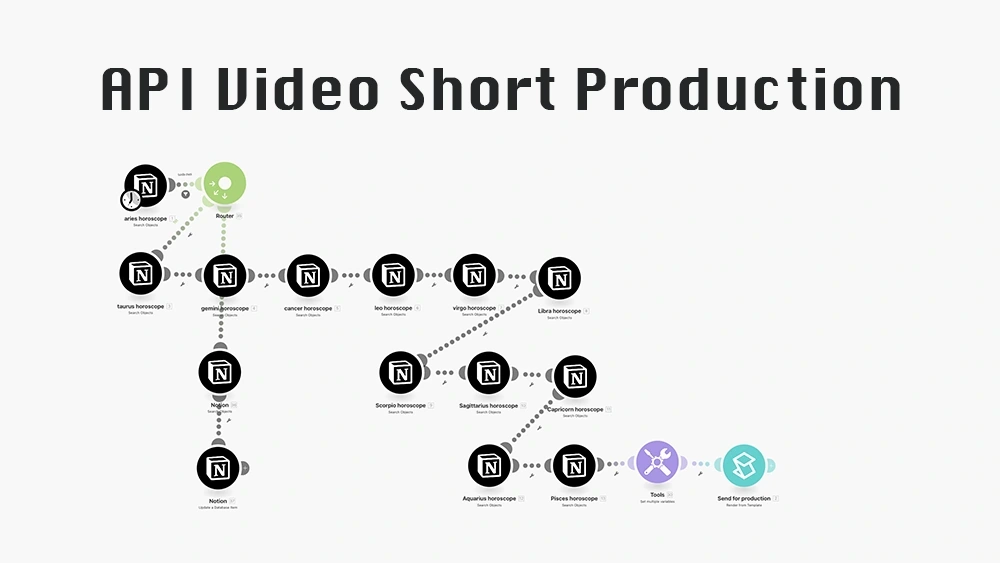 API Video Short Production
aries horoscope
Search Objects
Router
taurus horoscope
Search Objects
gemini horoscope
Search Objects
cancer horoscope
Search Objects
leo horoscope
Search Objects
virgo horoscope
Search Objects
Libra horoscope
Search Objects
Notion
Search Objects
Scorpio horoscope
Search Objects
Sagittarius horoscope
Search Objects
Capricorn horoscope
Search Objects
Notion
Update a Database Item
Aquarius horoscope
Search Objects
Pisces horoscope
Search Objects
Tools
Set multiple variables
Send for production
Render from Template